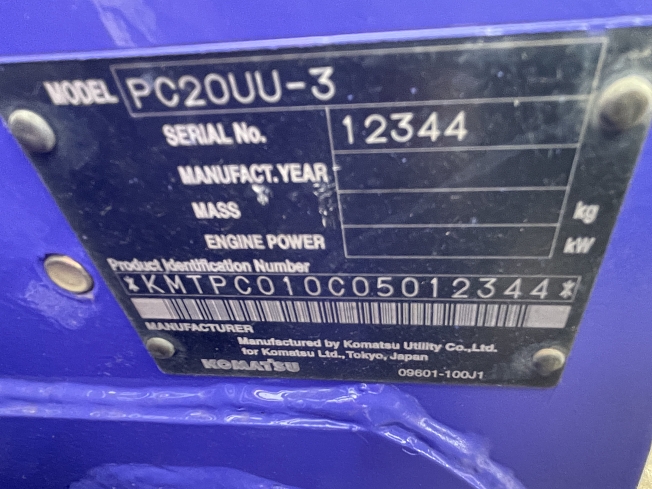 MODEL PC20UU-3
SERIAL No. 12344
MANUFACT.YEAR
MASS kg
ENGINE POWER kW
Product Identification Number
*KMTPC010C05012344*
MANUFACTURER
Manufactured by Komatsu Utility Co.,Ltd.
for Komatsu Ltd.,Tokyo, Japan
KOMATSU 09601-100J1